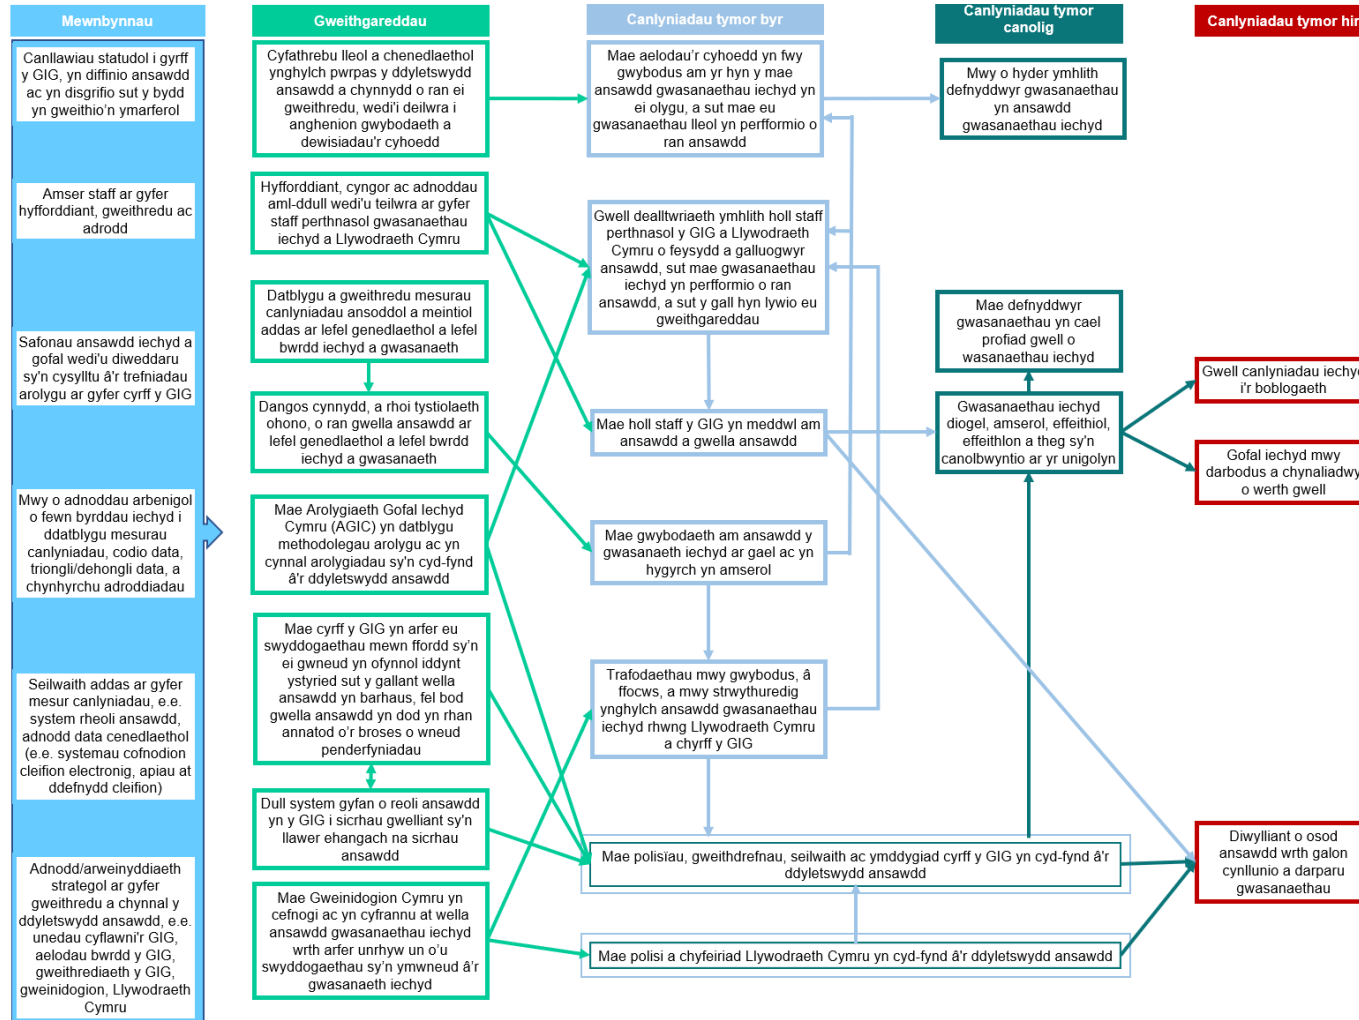 Mewnbynnau
Canllawiau statudol i gyrff
y GIG, yn diffinio ansawdd
ac yn disgrifio sut y bydd
yn gweithio'n ymarferol
Amser staff ar gyfer
hyfforddiant, gweithredu ac
adrodd
Safonau ansawdd iechyd a
gofal wedi'u diweddaru
sy'n cysylltu â'r trefniadau
arolygu ar gyfer cyrff y GIG
Mwy o adnoddau arbenigol
o fewn byrddau iechyd i
ddatblygu mesurau
canlyniadau, codio data,
triongli/dehongli data, a
chynhyrchu adroddiadau
Seilwaith addas ar gyfer
mesur canlyniadau, e.e.
system rheoli ansawdd,
adnodd data cenedlaethol
(e.e. systemau cofnodion
cleifion electronig, apiau at
ddefnydd cleifion)
Adnodd/arweinyddiaeth
strategol ar gyfer
gweithredu a chynnal y
ddyletswydd ansawdd, e.e.
unedau cyflawni'r GIG,
aelodau bwrdd y GIG,
gweithrediaeth y GIG,
gweinidogion, Llywodraeth
Cymru
Gweithgareddau
Cyfathrebu lleol a chenedlaethol
ynghylch pwrpas y ddyletswydd
ansawdd a chynnydd o ran ei
gweithredu, wedi'i deilwra i
anghenion gwybodaeth a
dewisiadau'r cyhoedd
Hyfforddiant, cyngor ac adnoddau
aml-ddull wedi'u teilwra ar gyfer
staff perthnasol gwasanaethau
iechyd a Llywodraeth Cymru
Datblygu a gweithredu mesurau
canlyniadau ansoddol a meintiol
addas ar lefel genedlaethol a lefel
bwrdd iechyd a gwasanaeth
Dangos cynnydd, a rhoi tystiolaeth
ohono, o ran gwella ansawdd ar
lefel genedlaethol a lefel bwrdd
iechyd a gwasanaeth
Mae Arolygiaeth Gofal Iechyd
Cymru (AGIC) yn datblygu
methodolegau arolygu ac yn
cynnal arolygiadau sy'n cyd-fynd
â'r ddyletswydd ansawdd
Mae cyrff y GIG yn arfer eu
swyddogaethau mewn ffordd sy'n
ei gwneud yn ofynnol iddynt
ystyried sut y gallant wella
ansawdd yn barhaus, fel bod
gwella ansawdd yn dod yn rhan
annatod o'r broses o wneud
penderfyniadau
Dull system gyfan o reoli ansawdd
yn y GIG i sicrhau gwelliant sy'n
llawer ehangach na sicrhau
ansawdd
Mae Gweinidogion Cymru yn
cefnogi ac yn cyfrannu at wella
ansawdd gwasanaethau iechyd
wrth arfer unrhyw un o'u
swyddogaethau sy'n ymwneud â'r
gwasanaeth iechyd
Canlyniadau tymor byr
Mae aelodau'r cyhoedd yn fwy
gwybodus am yr hyn y mae
ansawdd gwasanaethau iechyd yn
ei olygu, a sut mae eu
gwasanaethau lleol yn perfformio o
ran ansawdd
Gwell dealltwriaeth ymhlith holl staff
perthnasol y GIG a Llywodraeth
Cymru o feysydd a galluogwyr
ansawdd, sut mae gwasanaethau
iechyd yn perfformio o ran
ansawdd, a sut y gall hyn lywio eu
gweithgareddau
Mae holl staff y GIG yn meddwl am
ansawdd a gwella ansawdd
Mae gwybodaeth am ansawdd y
gwasanaeth iechyd ar gael ac yn
hygyrch yn amserol
Trafodaethau mwy gwybodus, â
ffocws, a mwy strwythuredig
ynghylch ansawdd gwasanaethau
iechyd rhwng Llywodraeth Cymru
a chyrff y GIG
Mae polisïau, gweithdrefnau, seilwaith ac ymddygiad cyrff y GIG yn cyd-fynd â'r
ddyletswydd ansawdd
Mae polisi a chyfeiriad Llywodraeth Cymru yn cyd-fynd â'r ddyletswydd ansawdd
Canlyniadau tymor
canolig
Mwy o hyder ymhlith
defnyddwyr gwasanaethau
yn ansawdd
gwasanaethau iechyd
Mae defnyddwyr
gwasanaethau yn cael
profiad gwell o
wasanaethau iechyd
Gwasanaethau iechyd
diogel, amserol, effeithiol,
effeithlon a theg sy'n
canolbwyntio ar yr unigolyn
Canlyniadau tymor hir
Gwell canlyniadau iechyd
i'r boblogaeth
Gofal iechyd mwy
darbodus a chynaliadwy
o werth gwell
Diwylliant o osod
ansawdd wrth galon
cynllunio a darparu
gwasanaethau